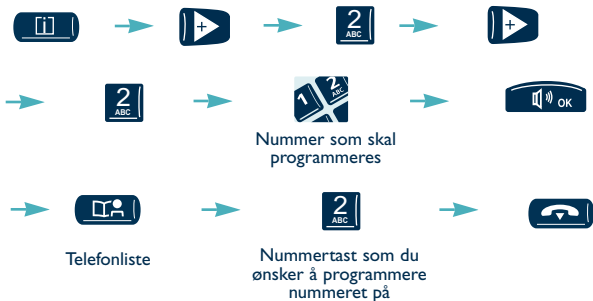 [i]
+
2
ABC
+
2
ABC
1
2
ABC
OK
Nummer som skal
programmeres
2
ABC
Telefonliste
Nummertast som du
ønsker å programmere
nummeret på